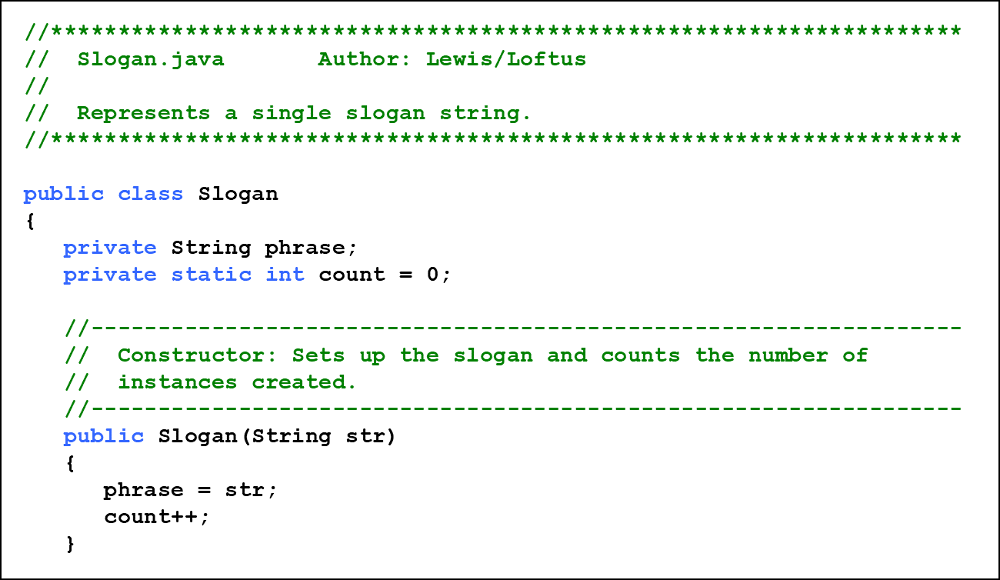 //********************************************************************
//  Slogan.java       Author: Lewis/Loftus
//
//  Represents a single slogan string.
//********************************************************************
public class Slogan
{
   private String phrase;
   private static int count = 0;
   //-----------------------------------------------------------------
   //  Constructor: Sets up the slogan and counts the number of
   //  instances created.
   //-----------------------------------------------------------------
   public Slogan(String str)
   {
      phrase = str;
      count++;
   }